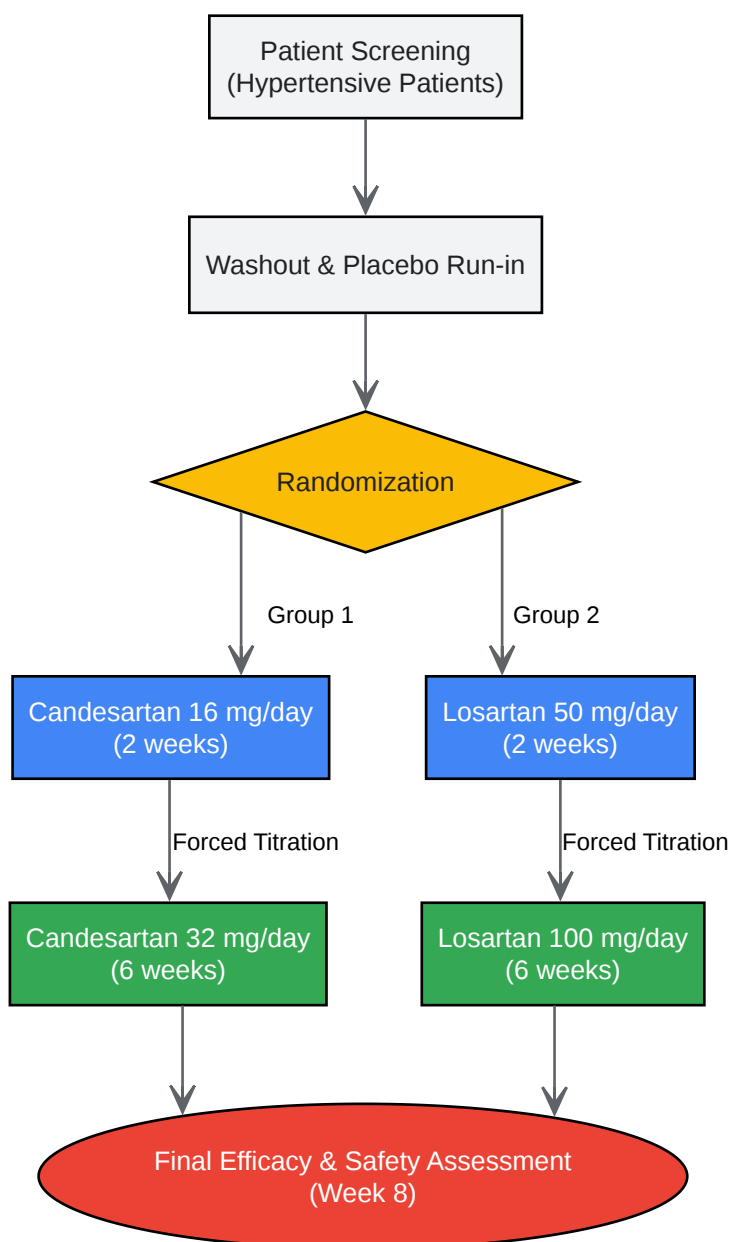 Patient Screening
(Hypertensive Patients)
Washout & Placebo Run-in
Randomization
Group 1
Group 2
Candesartan 16 mg/day
(2 weeks)
Losartan 50 mg/day
(2 weeks)
Forced Titration
Forced Titration
Candesartan 32 mg/day
(6 weeks)
Losartan 100 mg/day
(6 weeks)
Final Efficacy & Safety Assessment
(Week 8)